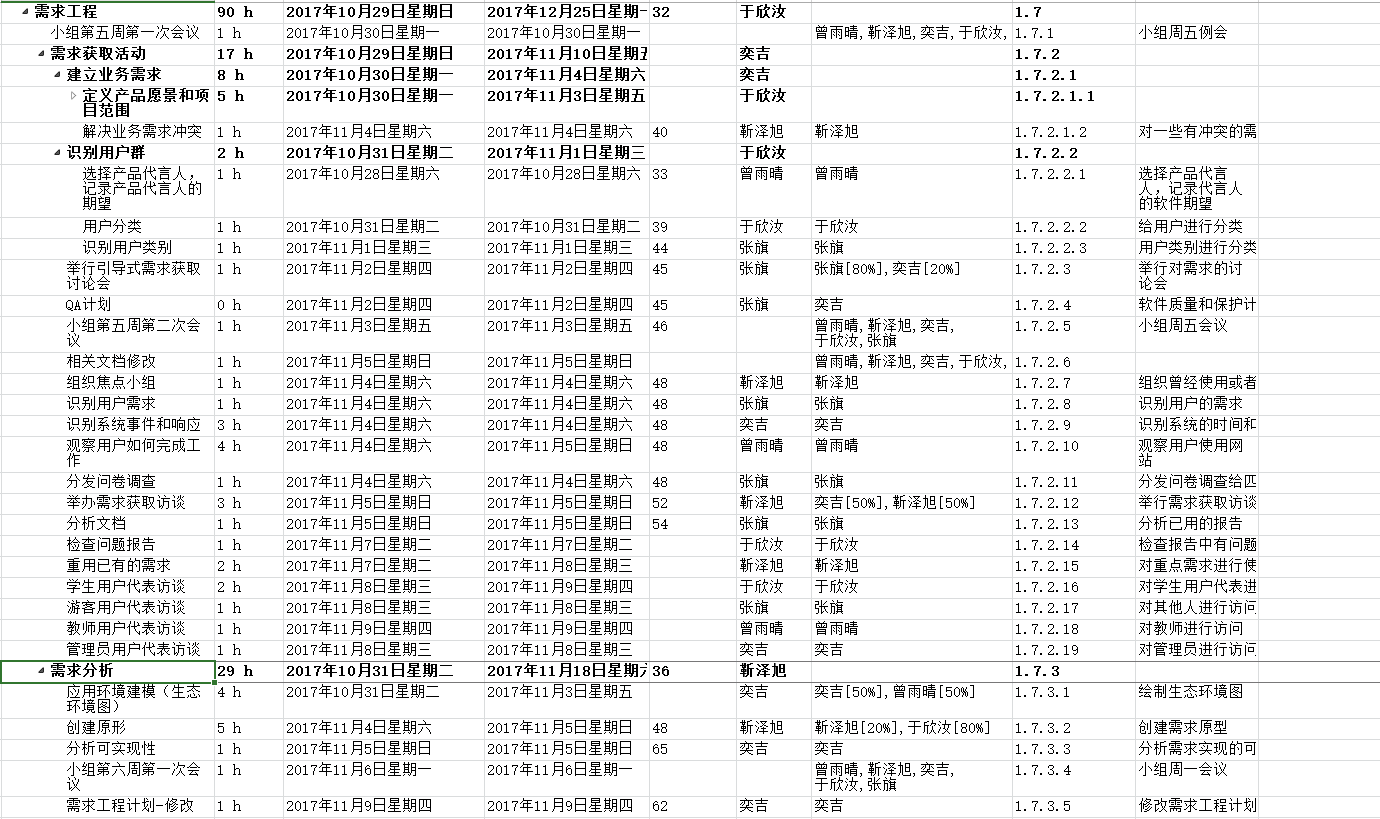 需求工程 90 h 2017年10月29日星期日 2017年12月25日星期一 32 于欣汝 1.7
小组第五周第一次会议 1 h 2017年10月30日星期一 2017年10月30日星期一 曾雨晴,靳泽旭,奕吉,于欣汝, 1.7.1 小组周五例会
需求获取活动 17 h 2017年10月29日星期日 2017年11月10日星期五 奕吉 1.7.2
建立业务需求 8 h 2017年10月30日星期一 2017年11月4日星期六 奕吉 1.7.2.1
定义产品愿景和项 5 h 2017年10月30日星期一 2017年11月3日星期五 于欣汝 1.7.2.1.1
目范围
解决业务需求冲突 1 h 2017年11月4日星期六 2017年11月4日星期六 40 靳泽旭 靳泽旭 1.7.2.1.2 对一些有冲突的需
识别用户群 2 h 2017年10月31日星期二 2017年11月1日星期三 于欣汝 1.7.2.2
选择产品代言人, 1 h 2017年10月28日星期六 2017年10月28日星期六 33 曾雨晴 曾雨晴 1.7.2.2.1 选择产品代言
记录产品代言人的 人，记录代言人
期望 的软件期望
用户分类 1 h 2017年10月31日星期二 2017年10月31日星期二 39 于欣汝 于欣汝 1.7.2.2.2 给用户进行分类
识别用户类别 1 h 2017年11月1日星期三 2017年11月1日星期三 44 张旗 张旗 1.7.2.2.3 用户类别进行分类
举行引导式需求获取 1 h 2017年11月2日星期四 2017年11月2日星期四 45 张旗 张旗[80%],奕吉[20%] 1.7.2.3 举行对需求的讨
讨论会 论会
QA计划 0 h 2017年11月2日星期四 2017年11月2日星期四 45 张旗 奕吉 1.7.2.4 软件质量和保护计
小组第五周第二次会 1 h 2017年11月3日星期五 2017年11月3日星期五 46 曾雨晴,靳泽旭,奕吉, 1.7.2.5 小组周五会议
议 于欣汝,张旗
相关文档修改 1 h 2017年11月5日星期日 2017年11月5日星期日 曾雨晴,靳泽旭,奕吉,于欣汝, 1.7.2.6
组织焦点小组 1 h 2017年11月4日星期六 2017年11月4日星期六 48 靳泽旭 靳泽旭 1.7.2.7 组织曾经使用或者
识别用户需求 1 h 2017年11月4日星期六 2017年11月4日星期六 48 张旗 张旗 1.7.2.8 识别用户的需求
识别系统事件和响应 3 h 2017年11月4日星期六 2017年11月4日星期六 48 奕吉 奕吉 1.7.2.9 识别系统的时间和
观察用户如何完成工 4 h 2017年11月4日星期六 2017年11月5日星期日 48 曾雨晴 曾雨晴 1.7.2.10 观察用户使用网
作 站
分发问卷调查 1 h 2017年11月4日星期六 2017年11月4日星期六 48 张旗 张旗 1.7.2.11 分发问卷调查给匹
举办需求获取访谈 3 h 2017年11月5日星期日 2017年11月5日星期日 52 靳泽旭 奕吉[50%],靳泽旭[50%] 1.7.2.12 举行需求获取访谈
分析文档 1 h 2017年11月5日星期日 2017年11月5日星期日 54 张旗 张旗 1.7.2.13 分析已用的报告
检查问题报告 1 h 2017年11月7日星期二 2017年11月7日星期二 于欣汝 于欣汝 1.7.2.14 检查报告中有问题
重用已有的需求 2 h 2017年11月7日星期二 2017年11月8日星期三 靳泽旭 靳泽旭 1.7.2.15 对重点需求进行使
学生用户代表访谈 2 h 2017年11月8日星期三 2017年11月9日星期四 于欣汝 于欣汝 1.7.2.16 对学生用户代表进
游客用户代表访谈 1 h 2017年11月8日星期三 2017年11月8日星期三 张旗 张旗 1.7.2.17 对其他人进行访问
教师用户代表访谈 1 h 2017年11月9日星期四 2017年11月9日星期四 曾雨晴 曾雨晴 1.7.2.18 对教师进行访问
管理员用户代表访谈 1 h 2017年11月8日星期三 2017年11月8日星期三 奕吉 奕吉 1.7.2.19 对管理员进行访问
需求分析 29 h 2017年10月31日星期二 2017年11月18日星期六 36 靳泽旭 1.7.3
应用环境建模（生态 4 h 2017年10月31日星期二 2017年11月3日星期五 奕吉 奕吉[50%],曾雨晴[50%] 1.7.3.1 绘制生态环境图
环境图）
创建原形 5 h 2017年11月4日星期六 2017年11月5日星期日 48 靳泽旭 靳泽旭[20%],于欣汝[80%] 1.7.3.2 创建需求原型
分析可实现性 1 h 2017年11月5日星期日 2017年11月5日星期日 65 奕吉 奕吉 1.7.3.3 分析需求实现的可
小组第六周第一次会 1 h 2017年11月6日星期一 2017年11月6日星期一 曾雨晴,靳泽旭,奕吉, 1.7.3.4 小组周一会议
议 于欣汝,张旗
需求工程计划-修改 1 h 2017年11月9日星期四 2017年11月9日星期四 62 奕吉 奕吉 1.7.3.5 修改需求工程计划